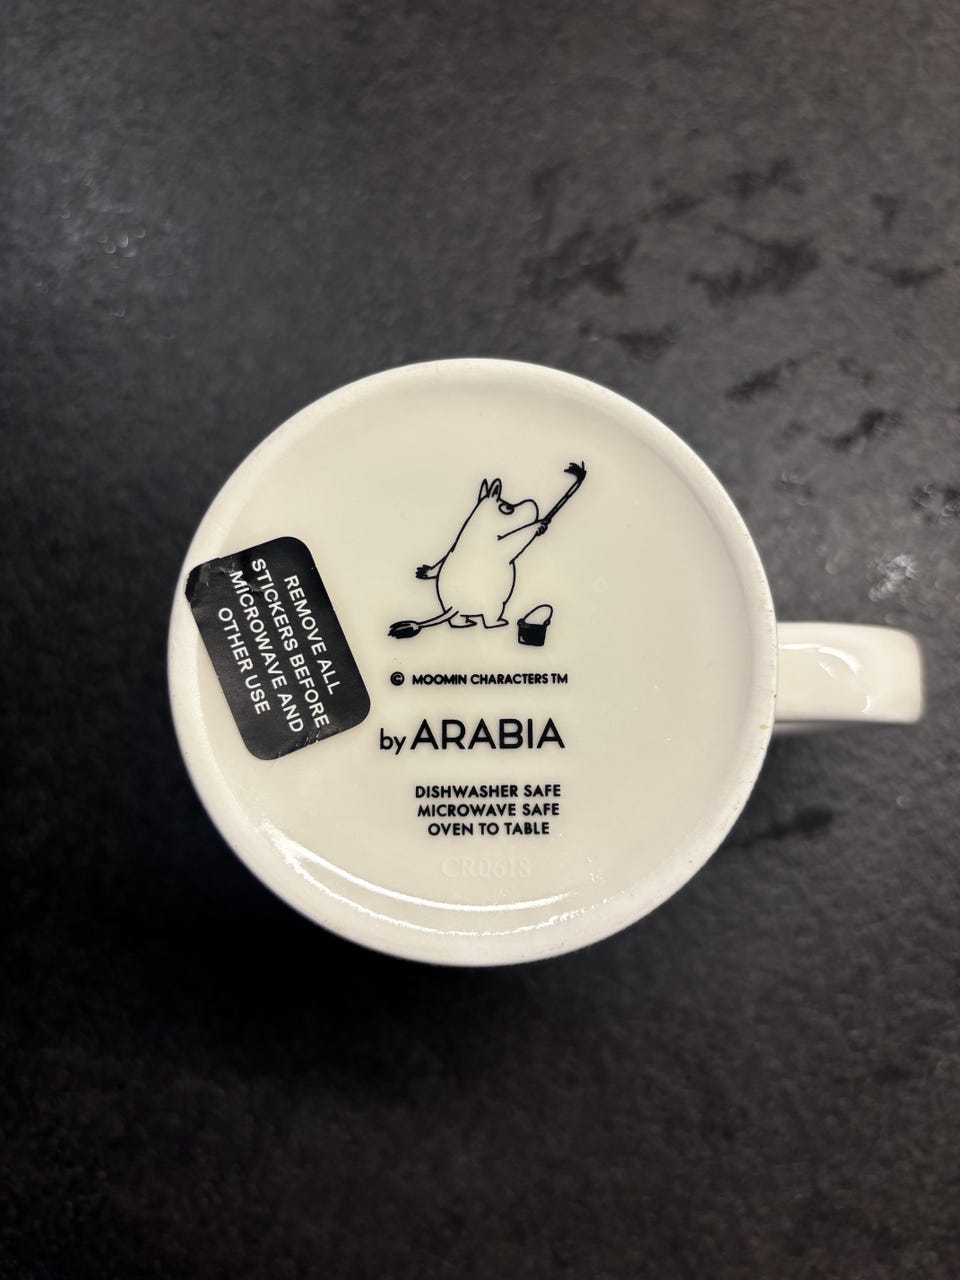 REMOVE ALL
STICKERS BEFORE
MICROWAVE AND
OTHER USE
© MOOMIN CHARACTERS TM
by ARABIA
DISHWASHER SAFE
MICROWAVE SAFE
OVEN TO TABLE
CR0618